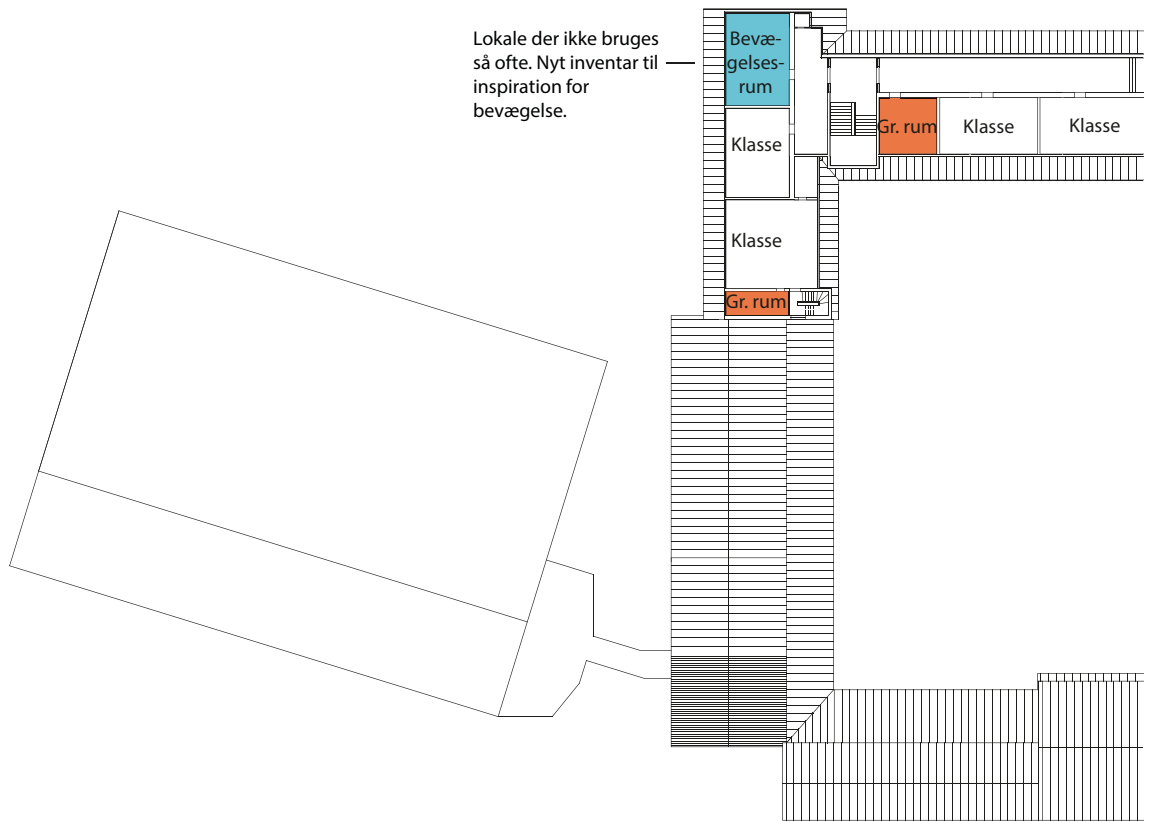 Lokale der ikke bruges
så ofte. Nyt inventar til
inspiration for
bevægelse.
Bevæ-
gelses-
rum
Klasse
Gr. rum
Klasse
Klasse
Klasse
Gr. rum